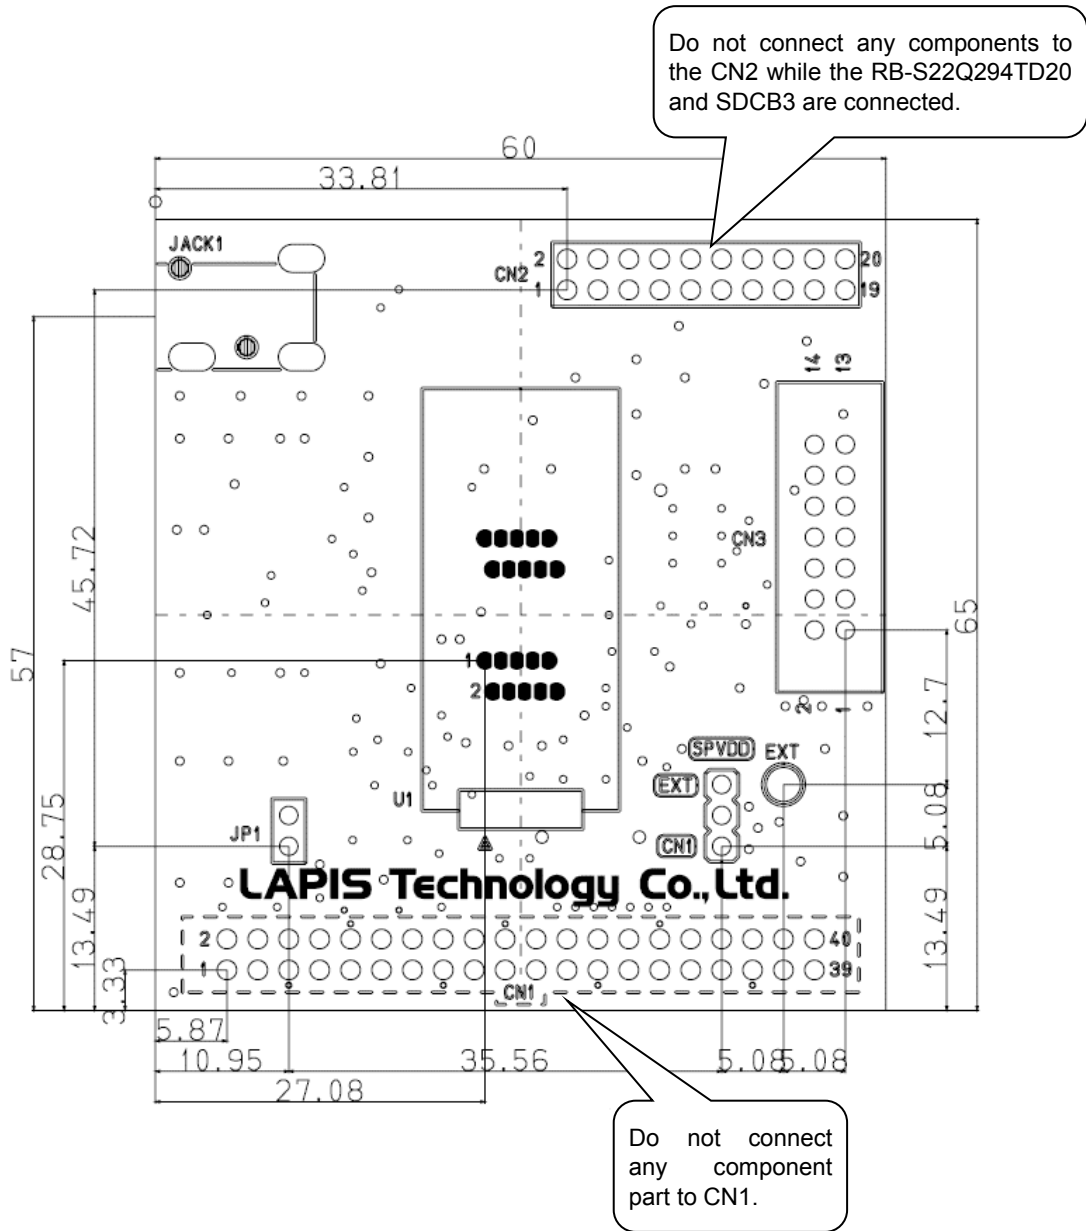 Do not connect any components to
the CN2 while the RB-S22Q294TD20
and SDCB3 are connected.
60
33.81
JACK1
2
20
CN2
1
19
14
13
45.72
57
CN3
65
1
2
2
1
12.7
SPVDD
EXT
EXT
U1
28.75
5.08
JP1
CN1
LAPIS Technology Co.,Ltd.
13.49
13.49
2
40
1
39
CN1
3.33
5.87
10.95
35.56
5.08
5.08
27.08
Do not connect
any component
part to CN1.